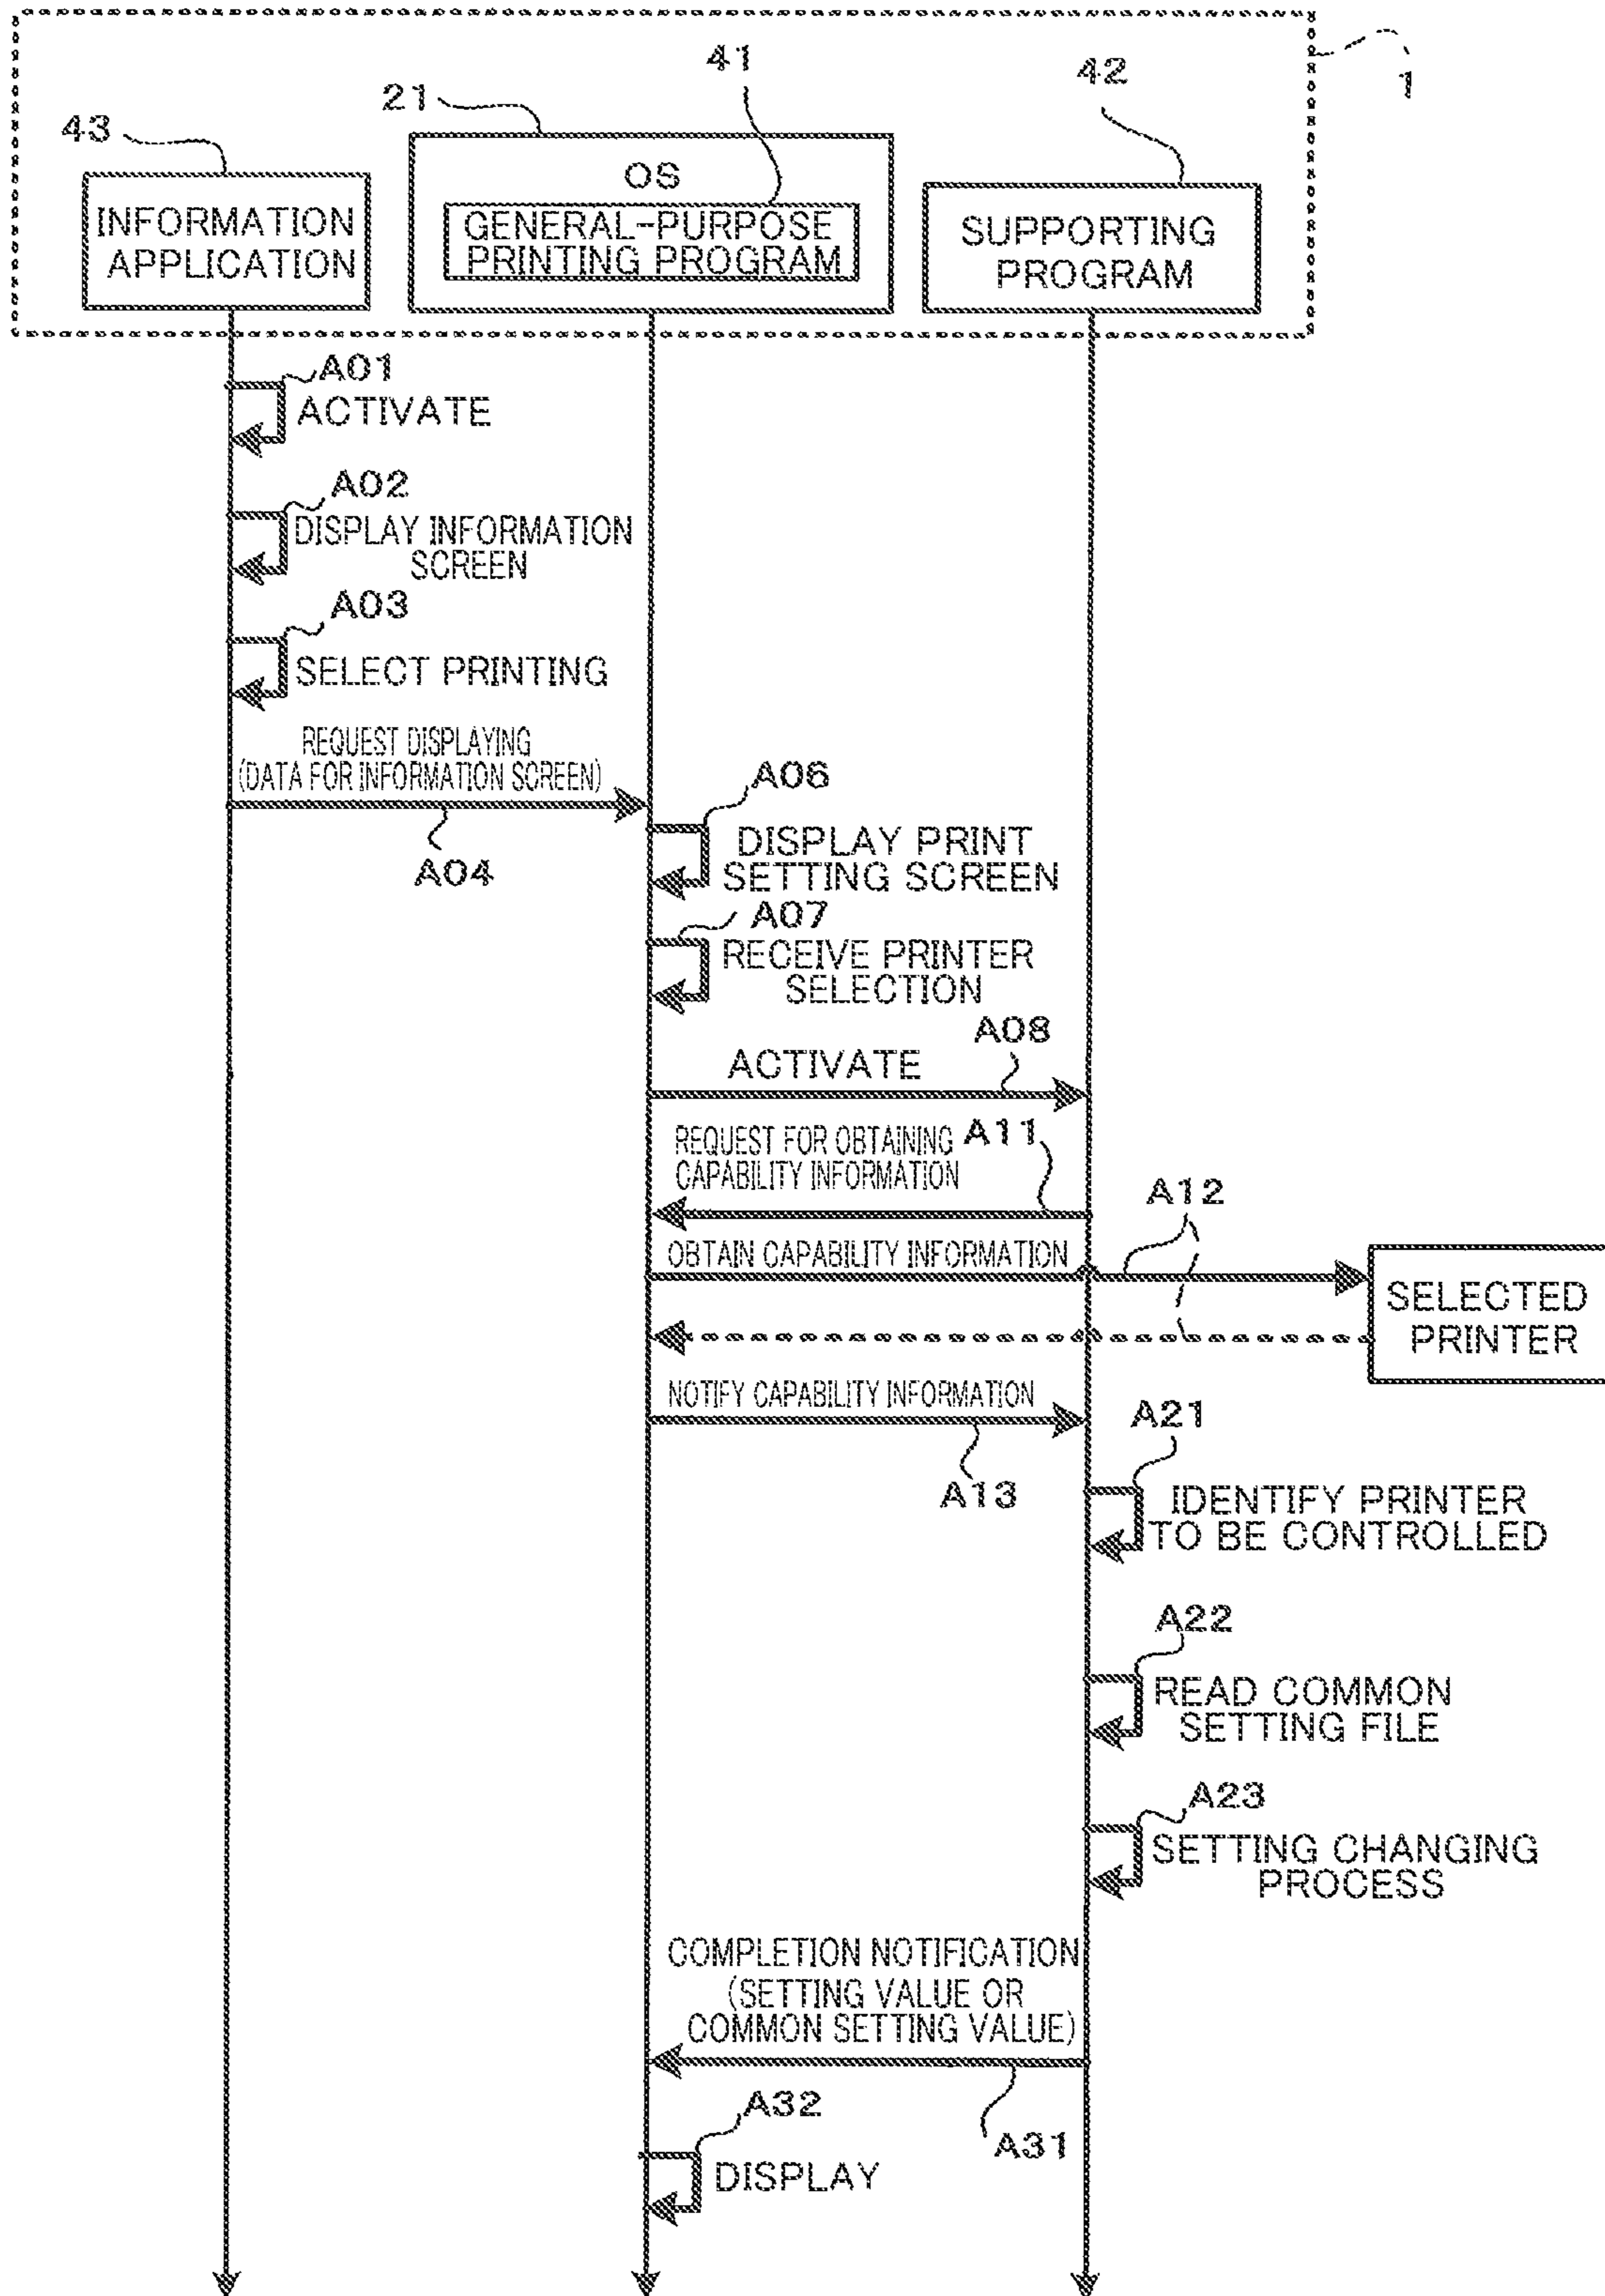 1
41
42
21
43
OS
INFORMATION
APPLICATION
GENERAL-PURPOSE
PRINTING PROGRAM
SUPPORTING
PROGRAM
A01
ACTIVATE
A02
DISPLAY INFORMATION
SCREEN
A03
SELECT PRINTING
REQUEST DISPLAYING
(DATA FOR INFORMATION SCREEN)
A04
A06
DISPLAY PRINT
SETTING SCREEN
A07
RECEIVE PRINTER
SELECTION
A08
ACTIVATE
REQUEST FOR OBTAINING
CAPABILITY INFORMATION
A11
A12
OBTAIN CAPABILITY INFORMATION
SELECTED
PRINTER
NOTIFY CAPABILITY INFORMATION
A13
A21
IDENTIFY PRINTER
TO BE CONTROLLED
A22
READ COMMON
SETTING FILE
A23
SETTING CHANGING
PROCESS
COMPLETION NOTIFICATION
(SETTING VALUE OR
COMMON SETTING VALUE)
A31
A32
DISPLAY